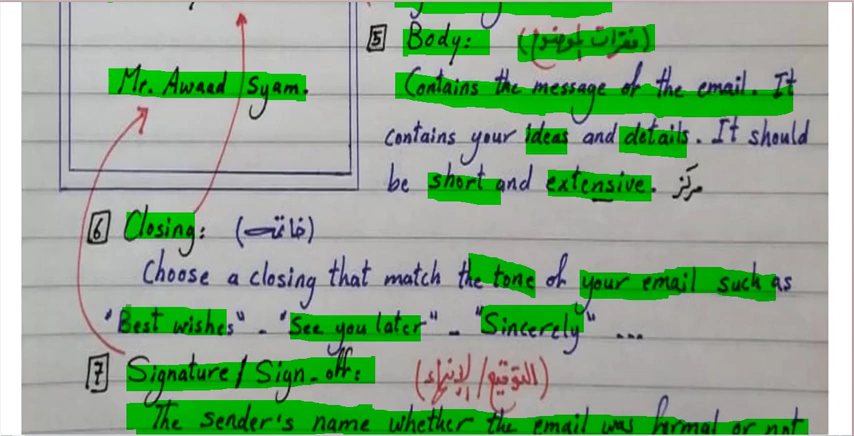 Mr. Awaad Syam.
5 Body: (فقرات الموضوع)
Contains the message of the email. It
contains your ideas and details. It should
be short and extensive. مركز
6 Closing: (خاتمة)
Choose a closing that match the tone of your email such as
"Best wishes" - "See you later" - "Sincerely" ...
7 Signature / Sign-off: (التوقيع / الإنهاء)
The sender's name whether the email was formal or not